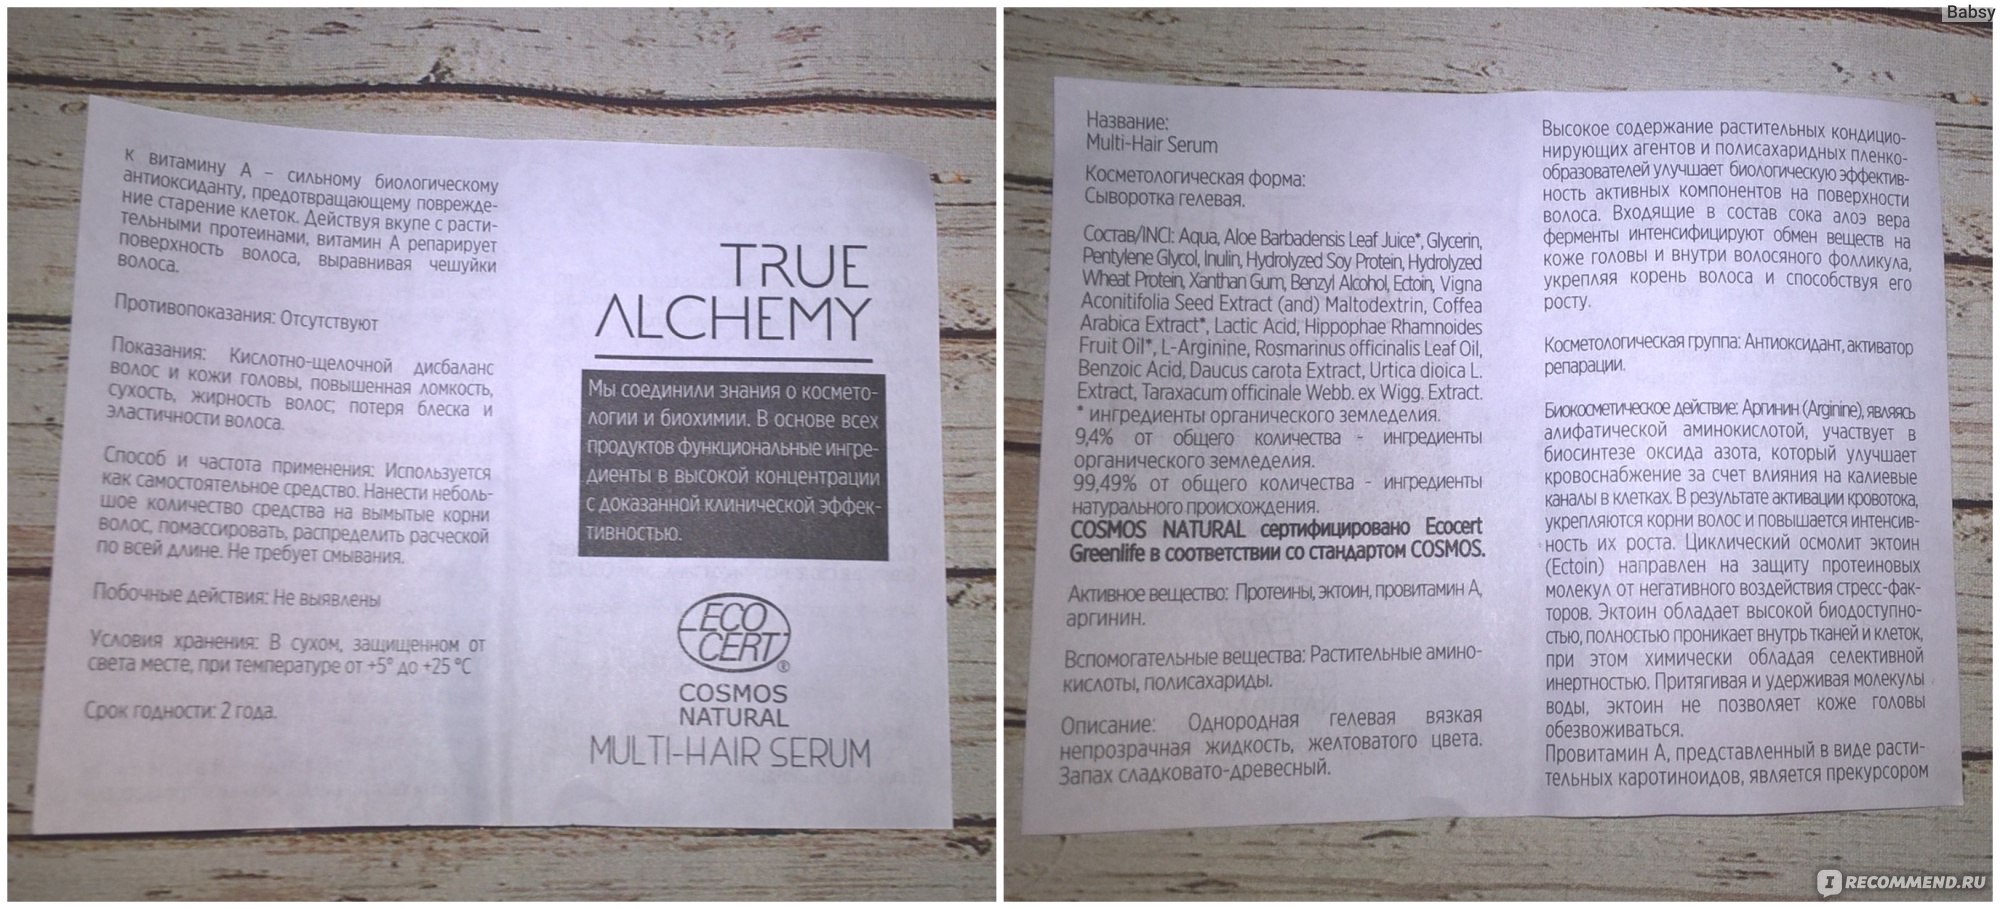 Babsy
к витамину А – сильному биологическому
антиоксиданту, предотвращающему поврежде-
ние старение клеток. Действуя вкупе с расти-
тельными протеинами, витамин А репарирует
поверхность волоса, выравнивая чешуйки
волоса.
Противопоказания: Отсутствуют
Показания: Кислотно-щелочной дисбаланс
волос и кожи головы, повышенная ломкость,
сухость, жирность волос; потеря блеска и
эластичности волоса.
Способ и частота применения: Используется
как самостоятельное средство. Нанести неболь-
шое количество средства на вымытые корни
волос, помассировать, распределить расческой
по всей длине. Не требует смывания.
Побочные действия: Не выявлены
Условия хранения: В сухом, защищенном от
света месте, при температуре от +5° до +25 °C
Срок годности: 2 года.
TRUE
ALCHEMY
Мы соединили знания о космето-
логии и биохимии. В основе всех
продуктов функциональные ингре-
диенты в высокой концентрации
с доказанной клинической эффек-
тивностью.
ECO
CERT®
COSMOS
NATURAL
MULTI-HAIR SERUM
Название:
Multi-Hair Serum
Косметологическая форма:
Сыворотка гелевая.
Состав/INCI: Aqua, Aloe Barbadensis Leaf Juice*, Glycerin,
Pentylene Glycol, Inulin, Hydrolyzed Soy Protein, Hydrolyzed
Wheat Protein, Xanthan Gum, Benzyl Alcohol, Ectoin, Vigna
Aconitifolia Seed Extract (and) Maltodextrin, Coffea
Arabica Extract*, Lactic Acid, Hippophae Rhamnoides
Fruit Oil*, L-Arginine, Rosmarinus officinalis Leaf Oil,
Benzoic Acid, Daucus carota Extract, Urtica dioica L.
Extract, Taraxacum officinale Webb. ex Wigg. Extract.
* ингредиенты органического земледелия.
9,4% от общего количества - ингредиенты
органического земледелия.
99,49% от общего количества - ингредиенты
натурального происхождения.
COSMOS NATURAL сертифицировано Ecocert
Greenlife в соответствии со стандартом COSMOS.
Активное вещество: Протеины, эктоин, провитамин А,
аргинин.
Вспомогательные вещества: Растительные амино-
кислоты, полисахариды.
Описание: Однородная гелевая вязкая
непрозрачная жидкость, желтоватого цвета.
Запах сладковато-древесный.
Высокое содержание растительных кондицио-
нирующих агентов и полисахаридных пленко-
образователей улучшает биологическую эффектив-
ность активных компонентов на поверхности
волоса. Входящие в состав сока алоэ вера
ферменты интенсифицируют обмен веществ на
коже головы и внутри волосяного фолликула,
укрепляя корень волоса и способствуя его
росту.
Косметологическая группа: Антиоксидант, активатор
репарации.
Биокосметическое действие: Аргинин (Arginine), являясь
алифатической аминокислотой, участвует в
биосинтезе оксида азота, который улучшает
кровоснабжение за счет влияния на калиевые
каналы в клетках. В результате активации кровотока,
укрепляются корни волос и повышается интенсив-
ность их роста. Циклический осмолит эктоин
(Ectoin) направлен на защиту протеиновых
молекул от негативного воздействия стресс-фак-
торов. Эктоин обладает высокой биодоступно-
стью, полностью проникает внутрь тканей и клеток,
при этом химически обладая селективной
инертностью. Притягивая и удерживая молекулы
воды, эктоин не позволяет коже головы
обезвоживаться.
Провитамин А, представленный в виде расти-
тельных каротиноидов, является прекурсором
IRECOMMEND.RU